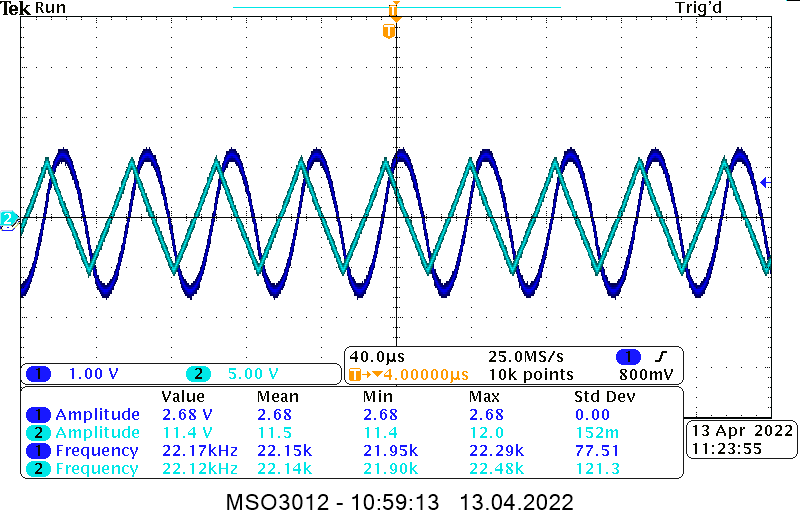 Tek Run Trig'd
T
T
2
1 1.00 V 2 5.00 V
40.0µs 25.0MS/s 1
T→▼4.00000µs 10k points 800mV
Value Mean Min Max Std Dev
1 Amplitude 2.68 V 2.68 2.68 2.68 0.00
2 Amplitude 11.4 V 11.5 11.4 12.0 152m
1 Frequency 22.17kHz 22.15k 21.95k 22.29k 77.51
2 Frequency 22.12kHz 22.14k 21.90k 22.48k 121.3
13 Apr 2022
11:23:55
MSO3012 - 10:59:13 13.04.2022